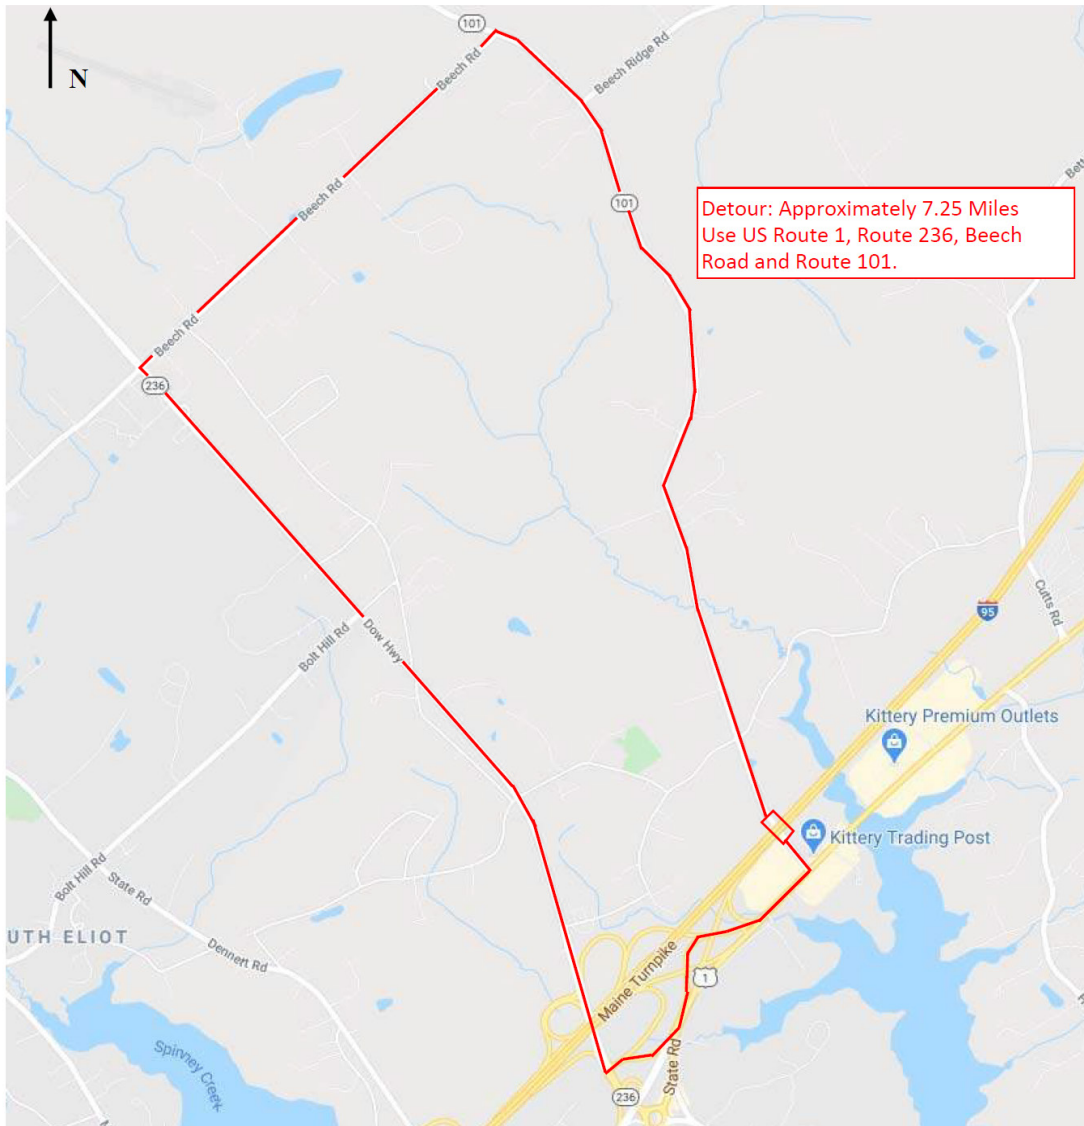 N
101
Beech Rd
Beech Ridge Rd
101
Detour: Approximately 7.25 Miles
Use US Route 1, Route 236, Beech
Road and Route 101.
Beech Rd
Beech Rd
236
Cutts Rd
95
Bolt Hill Rd
Dow Hwy
Kittery Premium Outlets
Kittery Trading Post
Bolt Hill Rd
State Rd
UTH ELIOT
Dennert Rd
Maine Turnpike
1
Spinney Creek
State Rd
236